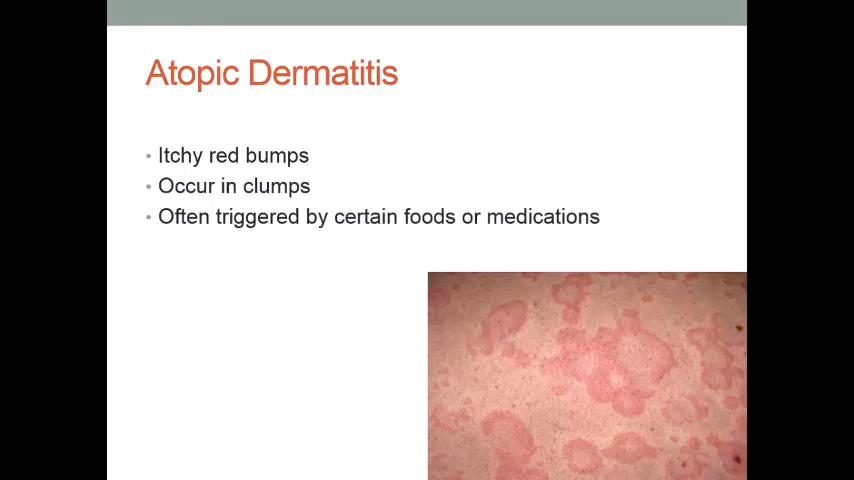 Atopic Dermatitis
• Itchy red bumps
• Occur in clumps
• Often triggered by certain foods or medications